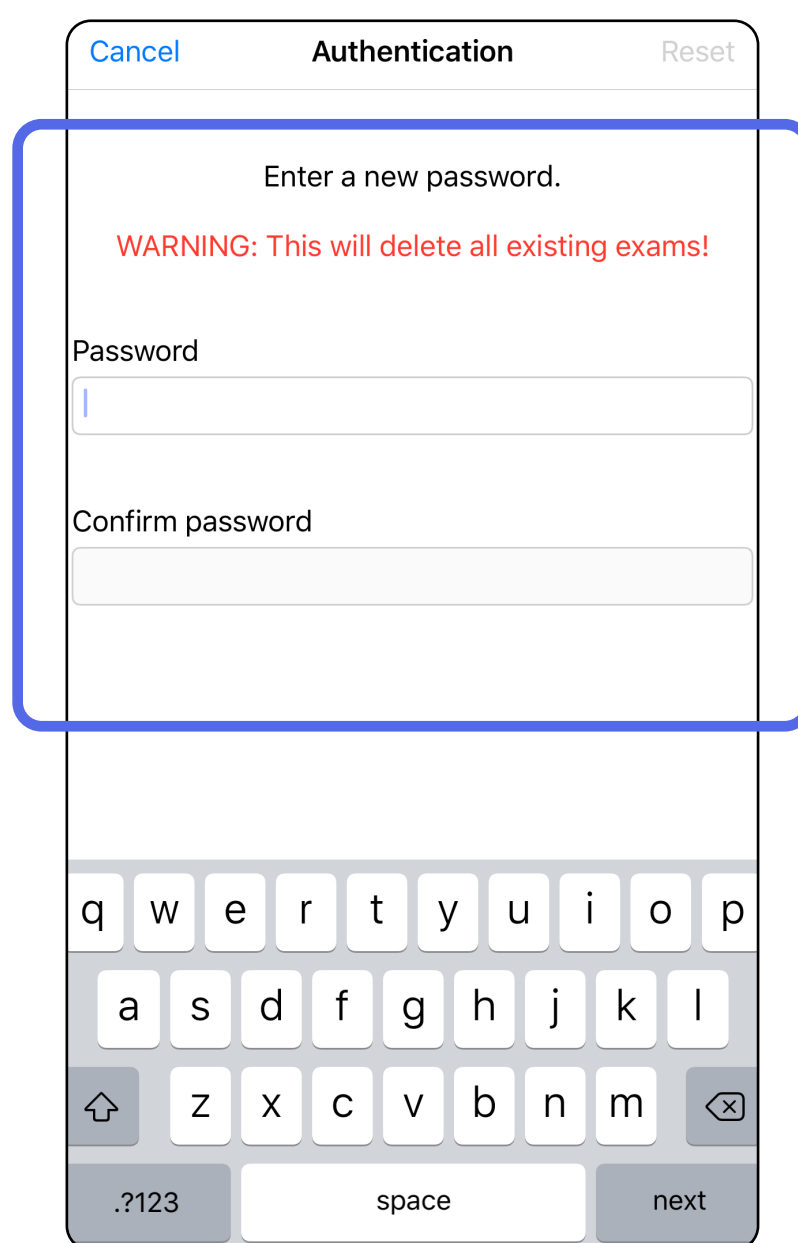 Cancel Authentication Reset
Enter a new password.
WARNING: This will delete all existing exams!
Password
Confirm password
q w e r t y u i o p
a s d f g h j k l
z x c v b n m
.?123 space next